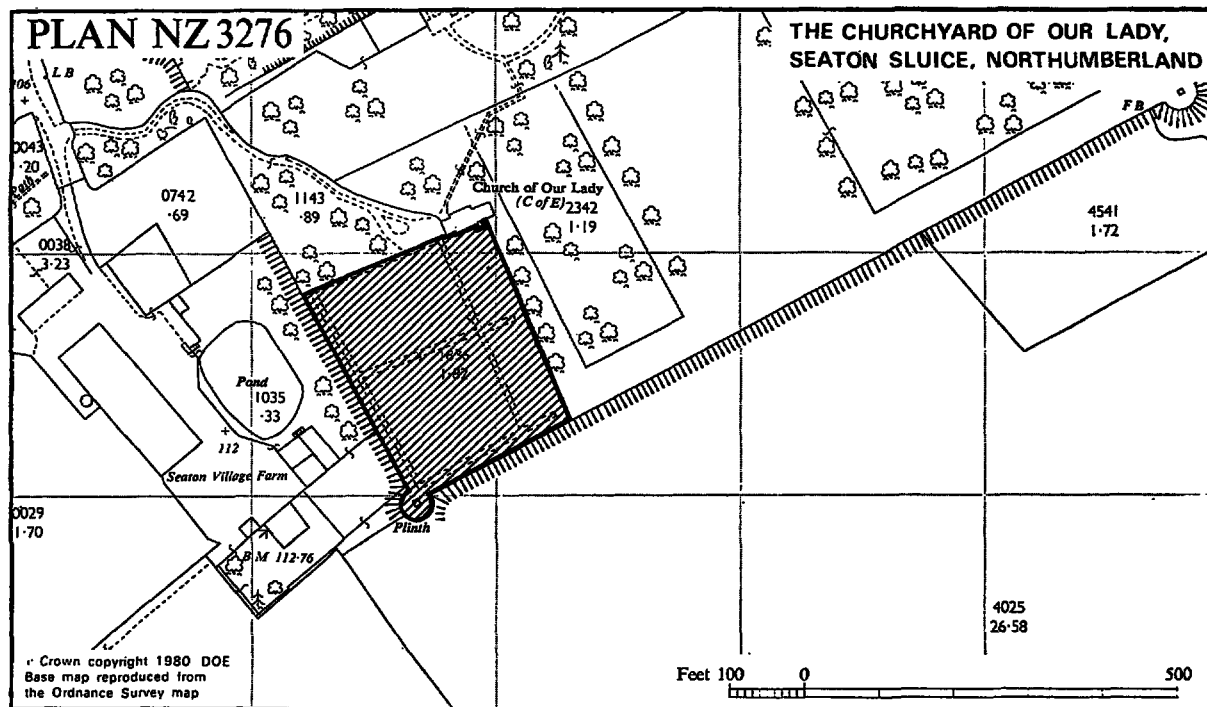 PLAN NZ 3276
THE CHURCHYARD OF OUR LADY,
SEATON SLUICE, NORTHUMBERLAND
L B
F B
0043
·20
Path
0742
·69
1143
·89
Church of Our Lady
(C of E)
2342
1·19
4541
1·72
0038
3·23
1·82
Pond
1035
·33
112
Seaton Village Farm
Plinth
0029
1·70
B M 112·76
4025
26·58
Crown copyright 1980 DOE
Base map reproduced from
the Ordnance Survey map
Feet 100 0 500